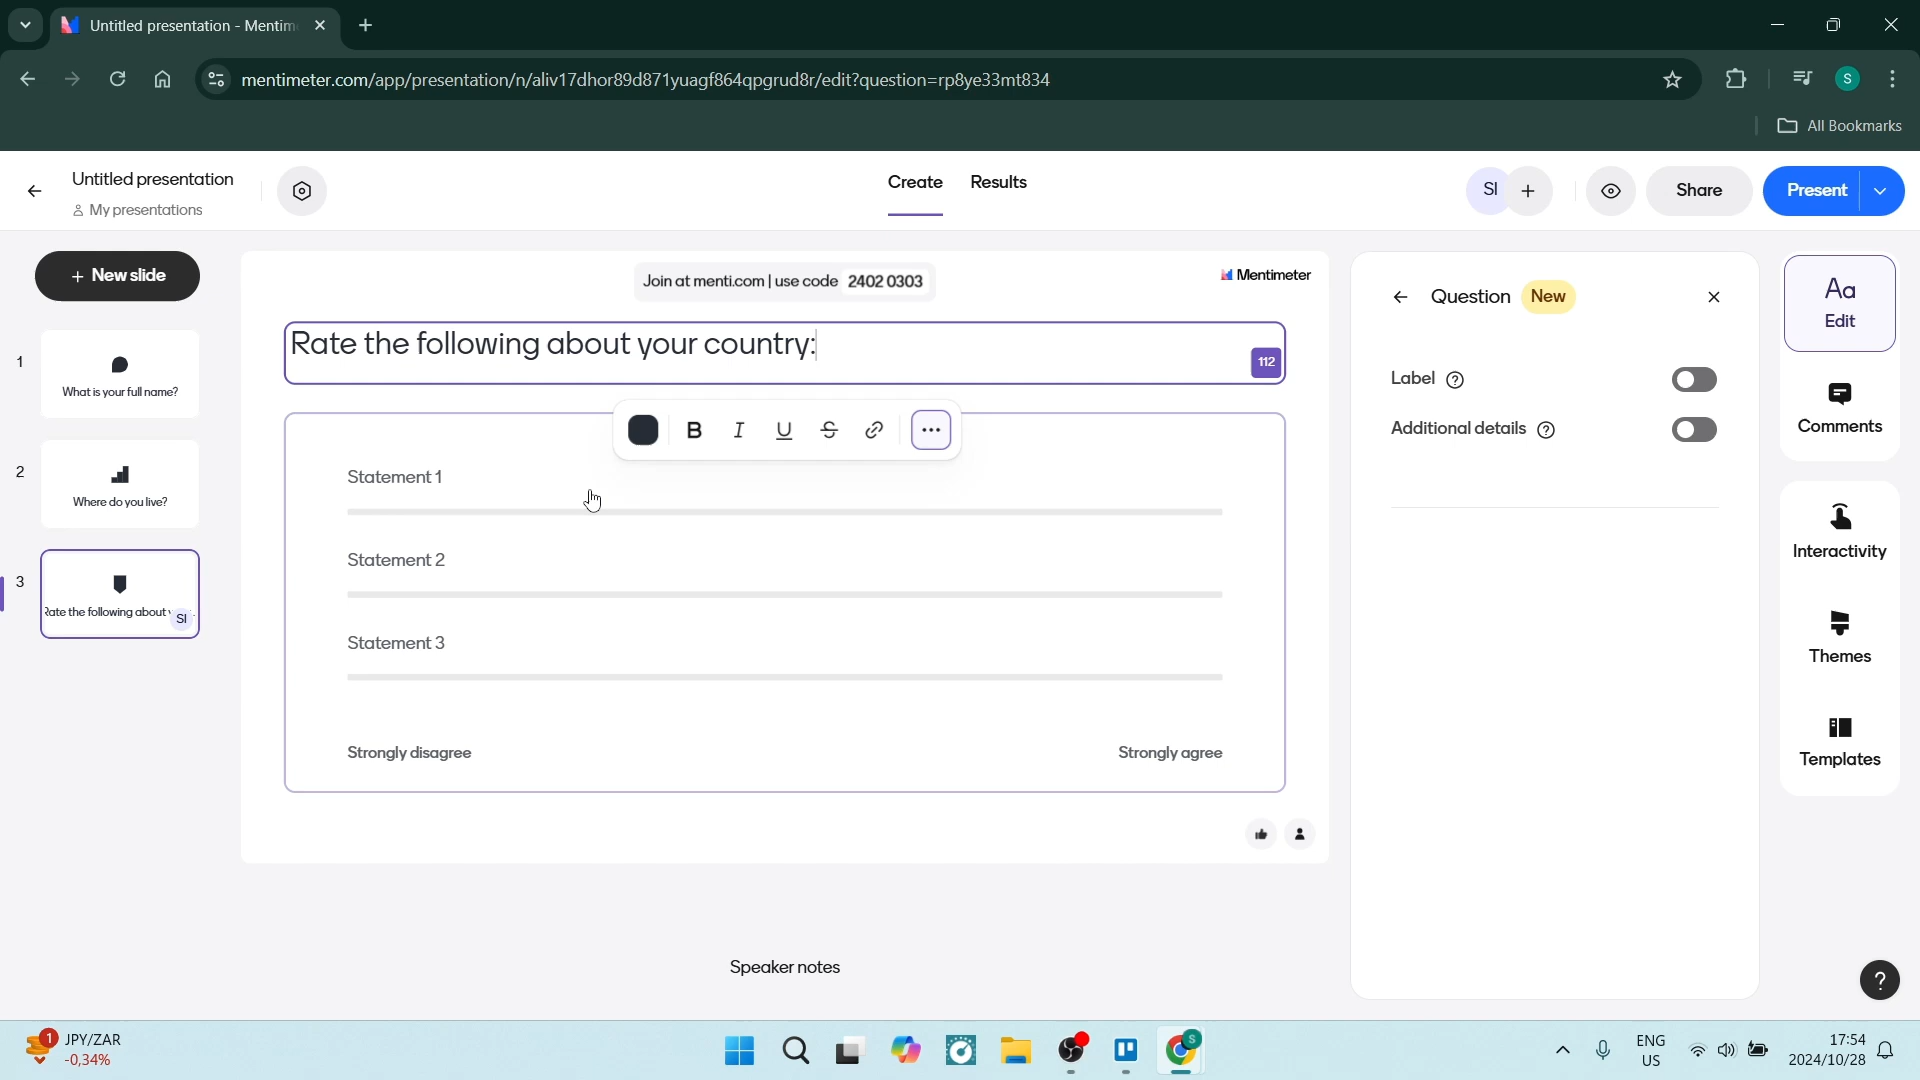 Untitled presentation - Mentim
mentimeter.com/app/presentation/n/aliv17dhor89d871yuagf864qpgrud8r/edit?question=rp8ye33mt834
S
All Bookmarks
Untitled presentation
My presentations
Create
Results
SI
Share
Present
+ New slide
Join at menti.com | use code 2402 0303
Mentimeter
Rate the following about your country:
112
1
What is your full name?
2
Where do you live?
3
Rate the following about
SI
B I U S
Statement 1
Statement 2
Statement 3
Strongly disagree
Strongly agree
Speaker notes
Question New
Label
Additional details
Aa
Edit
Comments
Interactivity
Themes
Templates
?
1
JPY/ZAR
-0,34%
S
ENG
US
17:54
2024/10/28